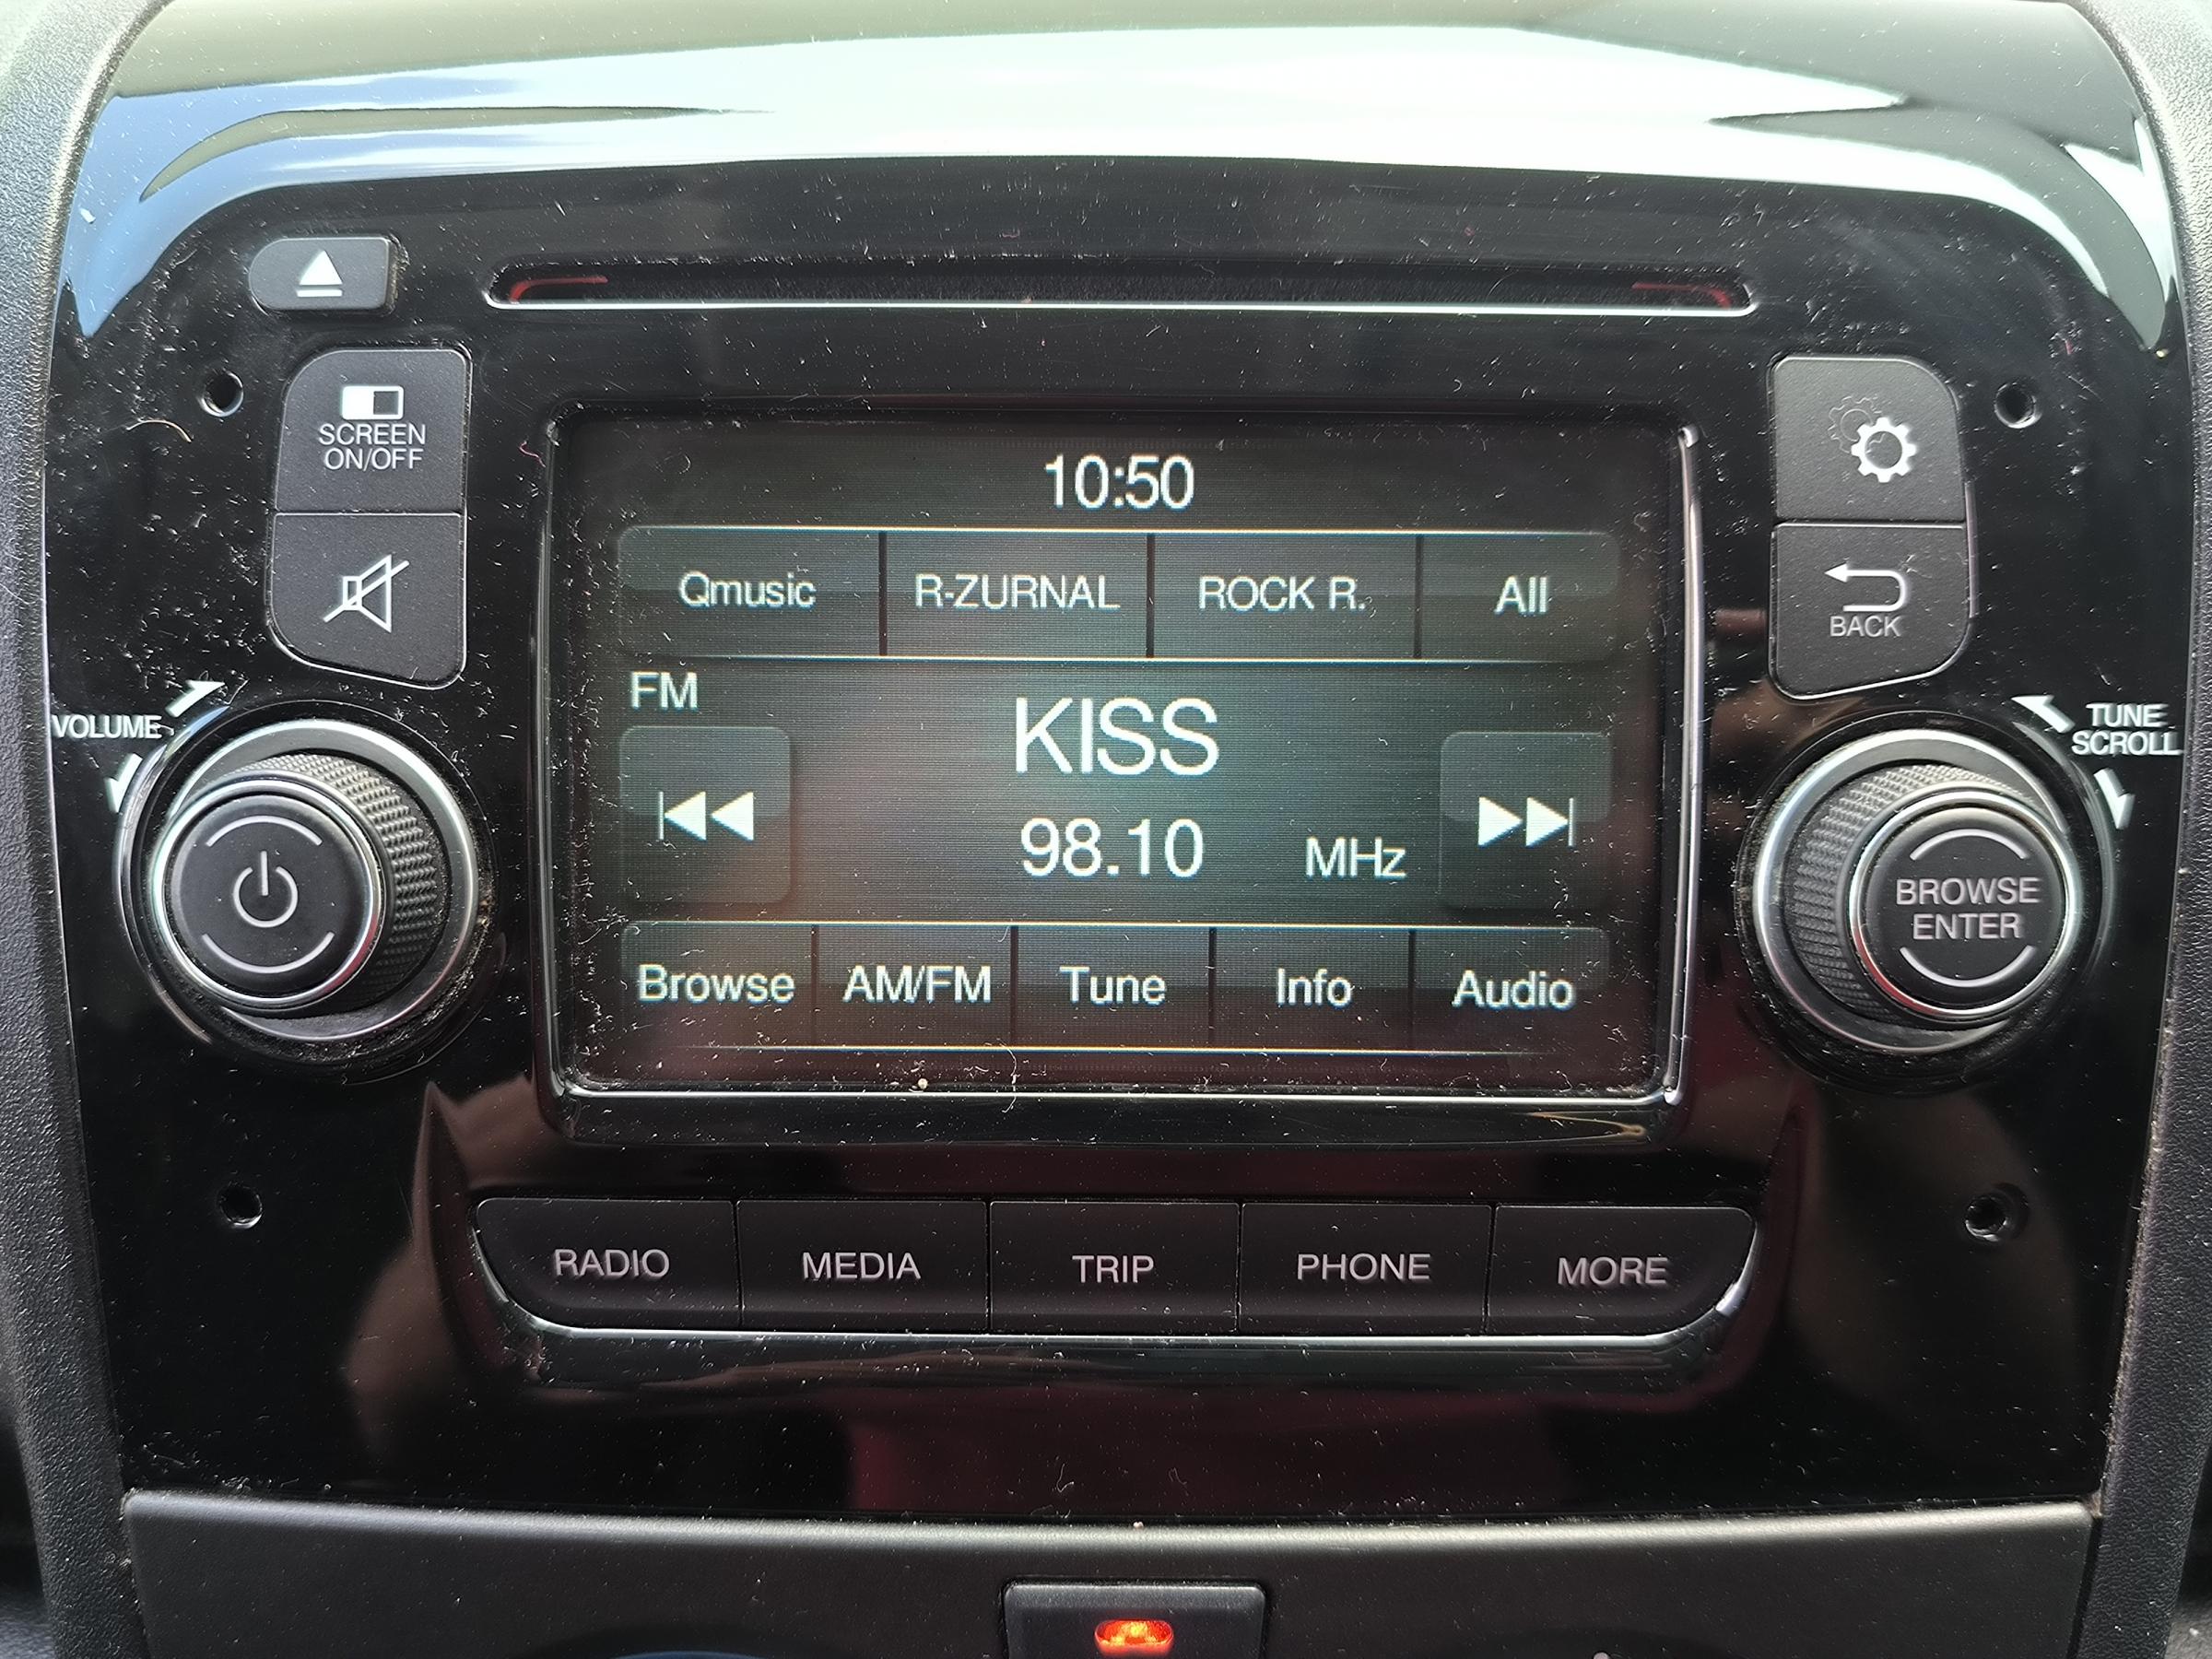 SCREEN
ON/OFF
10:50
Qmusic R-ZURNAL ROCK R. All
BACK
FM
KISS
98.10 MHz
VOLUME
TUNE
SCROLL
BROWSE
ENTER
Browse AM/FM Tune Info Audio
RADIO MEDIA TRIP PHONE MORE